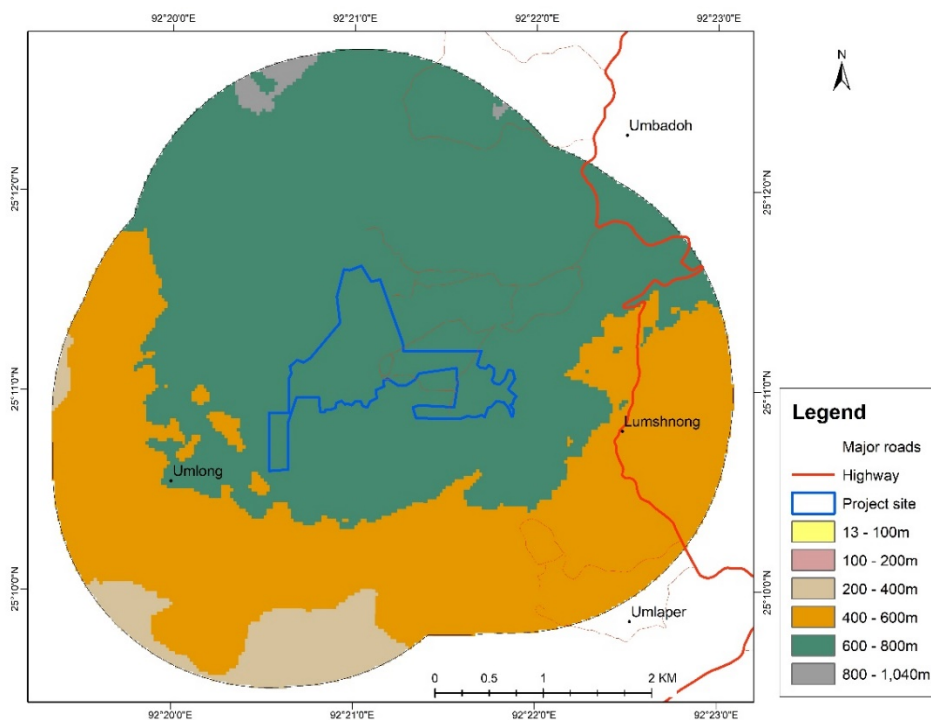 92°20'0"E 92°21'0"E 92°22'0"E 92°23'0"E
N
Umbadoh
25°12'0"N 25°12'0"N
25°11'0"N 25°11'0"N
Lumshnong
Umlong
25°10'0"N 25°10'0"N
Umlaper
0 0.5 1 2 KM
92°20'0"E 92°21'0"E 92°22'0"E 92°23'0"E
Legend
Major roads
Highway
Project site
13 - 100m
100 - 200m
200 - 400m
400 - 600m
600 - 800m
800 - 1,040m